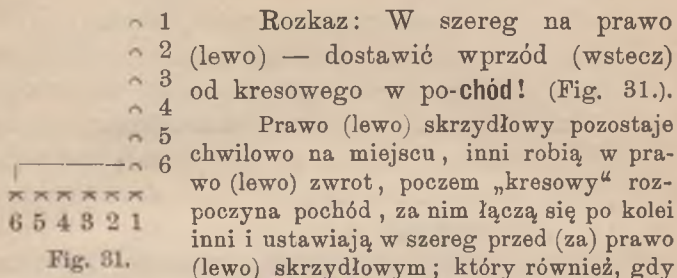 1
2
3
4
5
6
6 5 4 3 2 1
Fig. 31.
Rozkaz: W szereg na prawo
(lewo) — dostawić wprzód (wstecz)
od kresowego w po-chód! (Fig. 31.).
Prawo (lewo) skrzydłowy pozostaje
chwilowo na miejscu, inni robią w pra-
wo (lewo) zwrot, poczem „kresowy“ roz-
poczyna pochód, za nim łączą się po kolei
inni i ustawiają w szereg przed (za) prawo
(lewo) skrzydłowym; który również, gdy